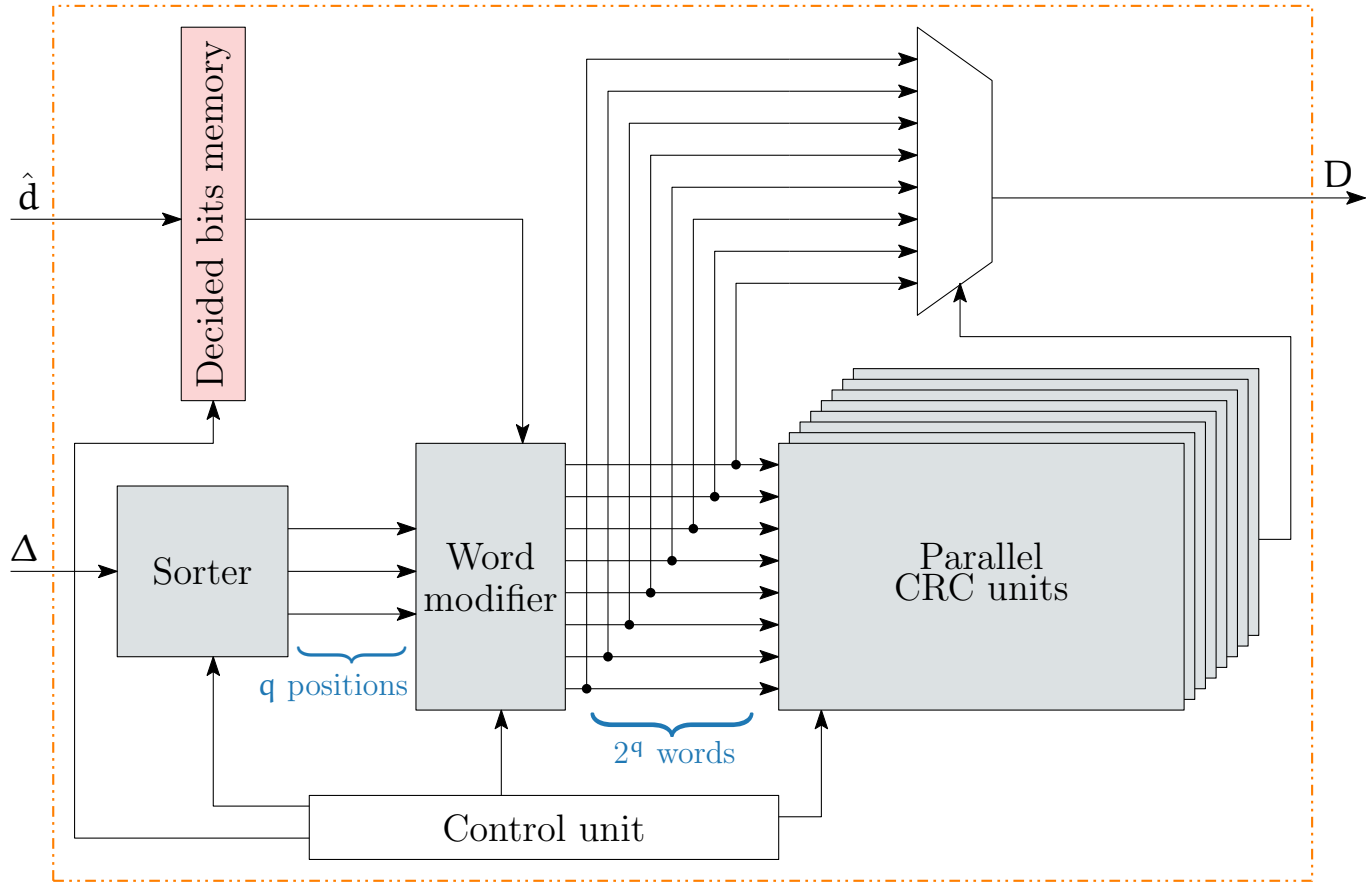 Decided bits memory
d̂
D
Δ
Sorter
Word
modifier
Parallel
CRC units
q positions
2^q words
Control unit